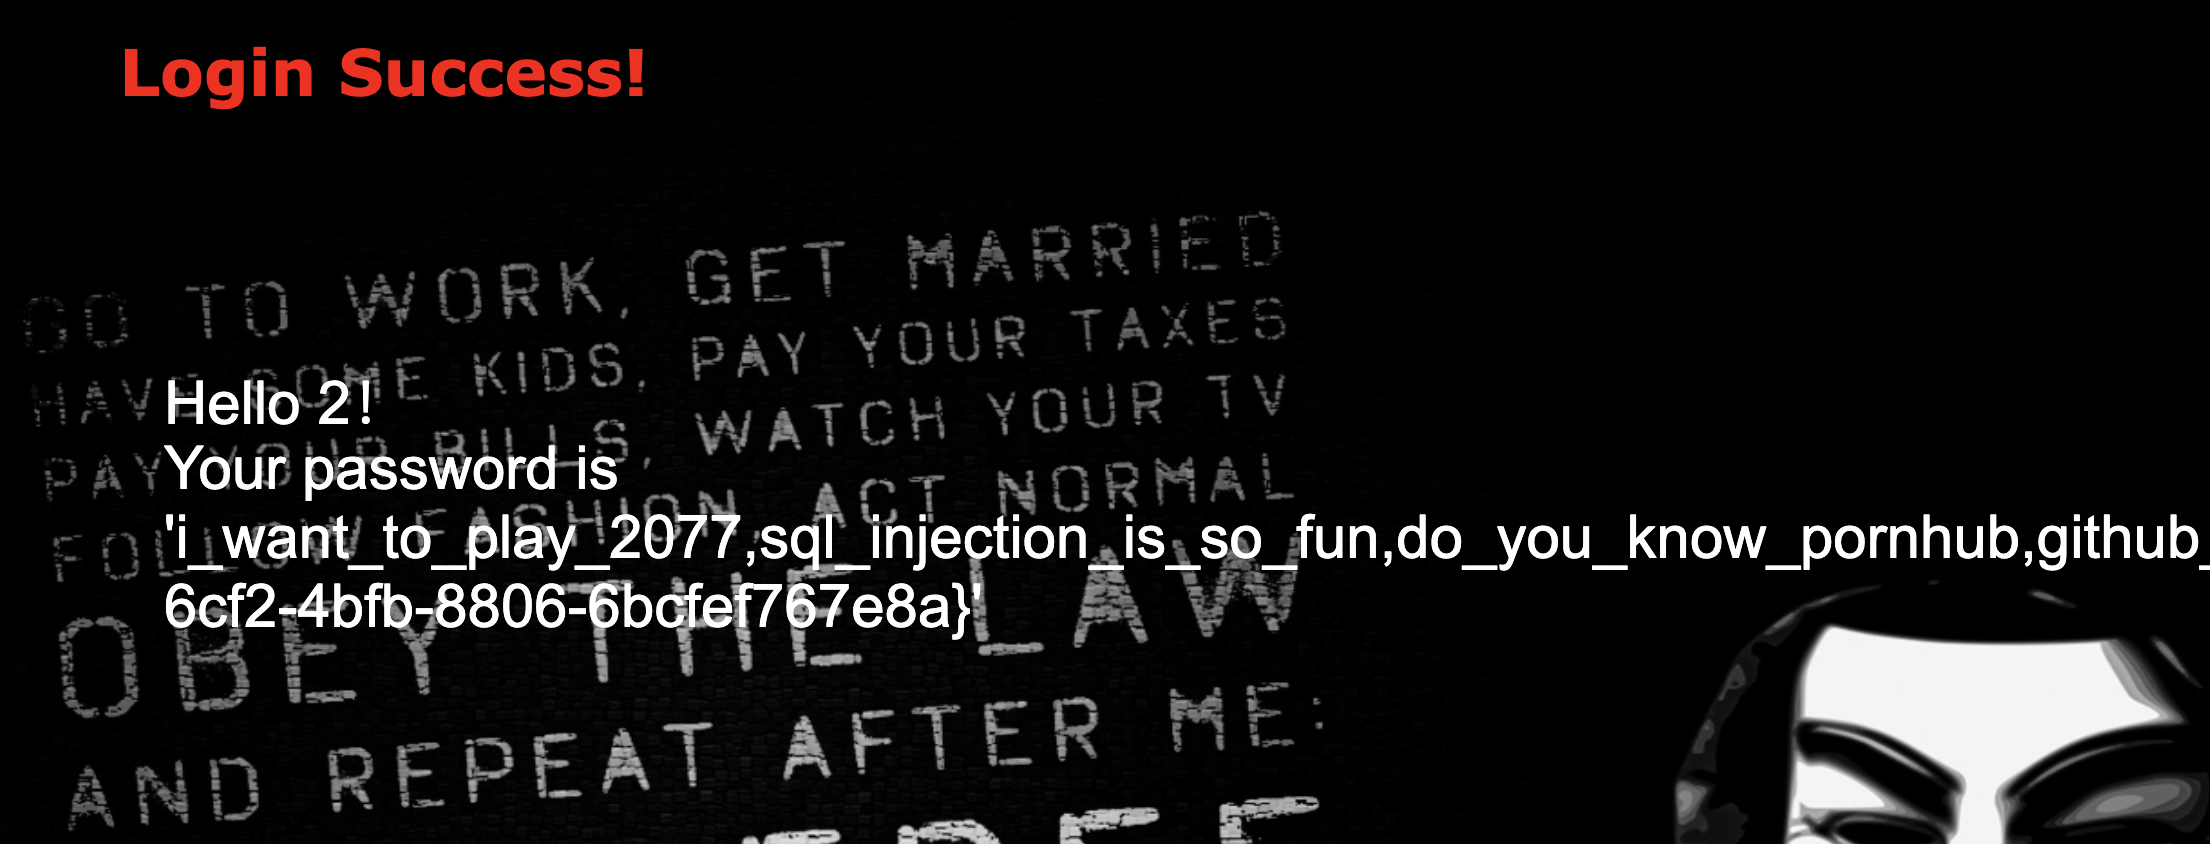 Login Success!
GO TO WORK, GET MARRIED
HAVE SOME KIDS, PAY YOUR TAXES
PAY YOUR BILLS, WATCH YOUR TV
FOLLOW FASHION, ACT NORMAL
OBEY THE LAW
AND REPEAT AFTER ME:
Hello 2!
Your password is
'i_want_to_play_2077,sql_injection_is_so_fun,do_you_know_pornhub,github_
6cf2-4bfb-8806-6bcfef767e8a}'